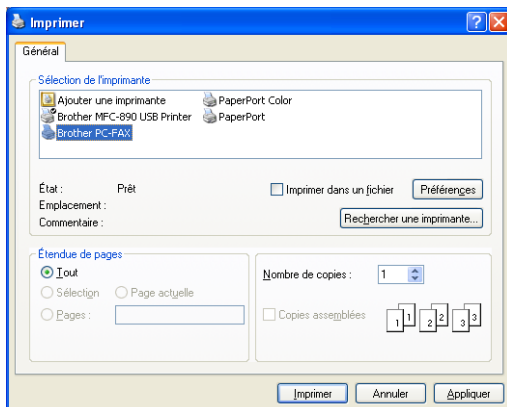 Imprimer
Général
Sélection de l'imprimante
Ajouter une imprimante PaperPort Color
Brother MFC-890 USB Printer PaperPort
Brother PC-FAX
État : Prêt
Imprimer dans un fichier Préférences
Emplacement :
Commentaire :
Rechercher une imprimante...
Étendue de pages
Tout
Sélection Page actuelle
Pages :
Nombre de copies : 1
Copies assemblées
1 1 2 2 3 3
Imprimer Annuler Appliquer